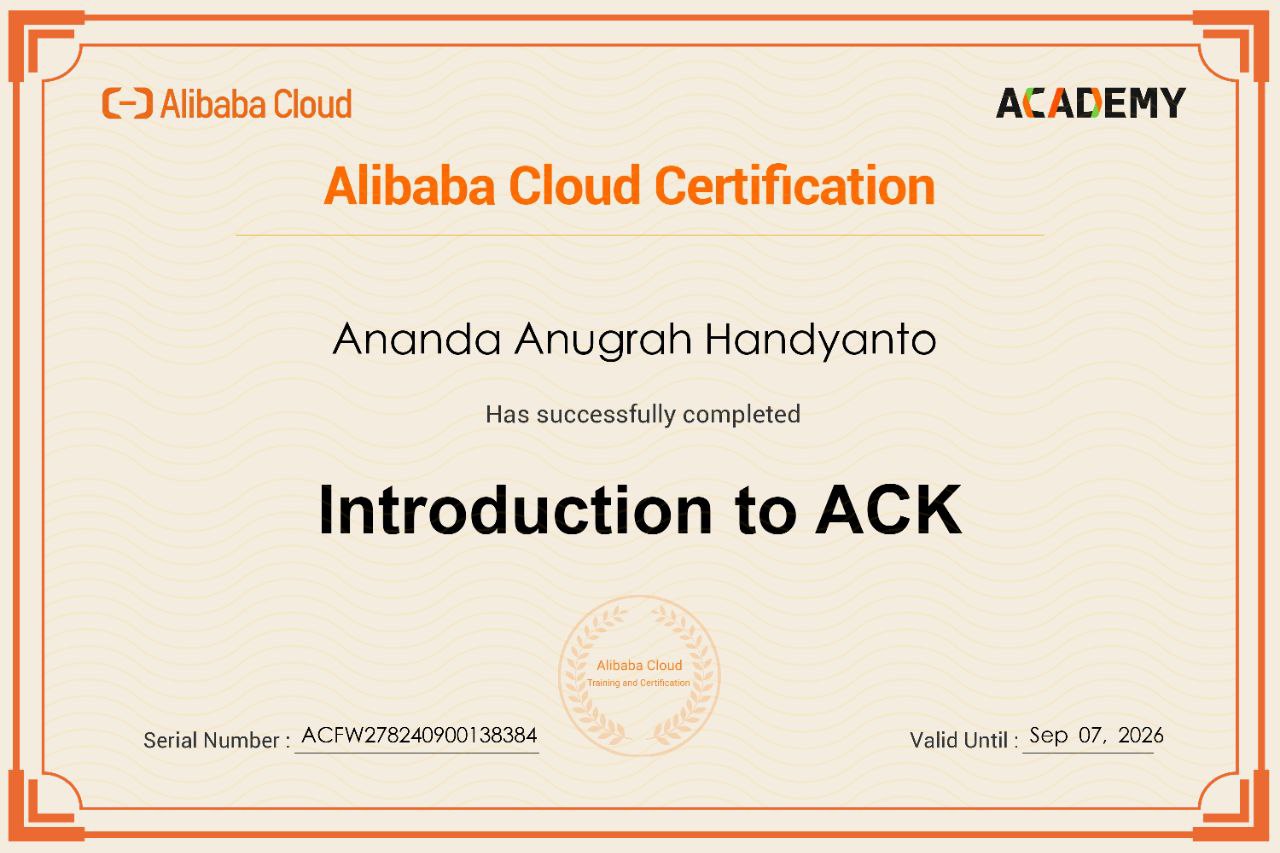 Alibaba Cloud
ACADEMY
Alibaba Cloud Certification
Ananda Anugrah Handyanto
Has successfully completed
Introduction to ACK
Alibaba Cloud
Training and Certification
Serial Number : ACFW278240900138384
Valid Until : Sep 07, 2026